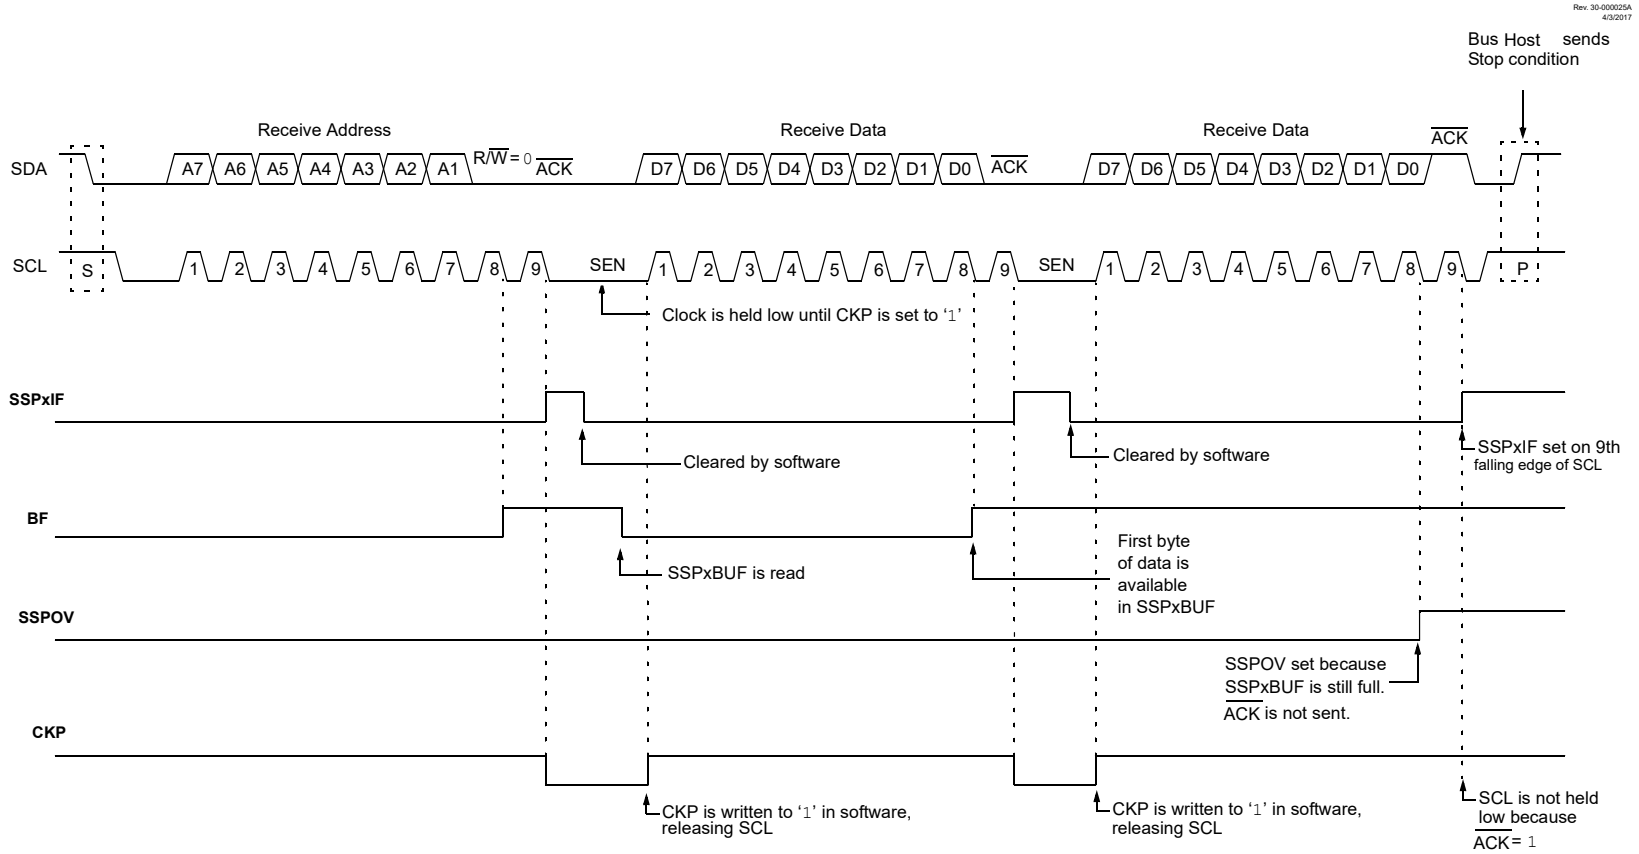 Rev. 30-000025A
4/3/2017
Bus Host sends
Stop condition
Receive Address
Receive Data
Receive Data
ACK
SDA
A7 A6 A5 A4 A3 A2 A1 R/W = 0 ACK D7 D6 D5 D4 D3 D2 D1 D0 ACK D7 D6 D5 D4 D3 D2 D1 D0
SCL S 1 2 3 4 5 6 7 8 9 SEN 1 2 3 4 5 6 7 8 9 SEN 1 2 3 4 5 6 7 8 9 P
Clock is held low until CKP is set to ‘1’
SSPxIF
Cleared by software
Cleared by software
SSPxIF set on 9th
falling edge of SCL
BF
SSPxBUF is read
First byte
of data is
available
in SSPxBUF
SSPOV
SSPOV set because
SSPxBUF is still full.
ACK is not sent.
CKP
CKP is written to ‘1’ in software,
releasing SCL
CKP is written to ‘1’ in software,
releasing SCL
SCL is not held
low because
ACK = 1